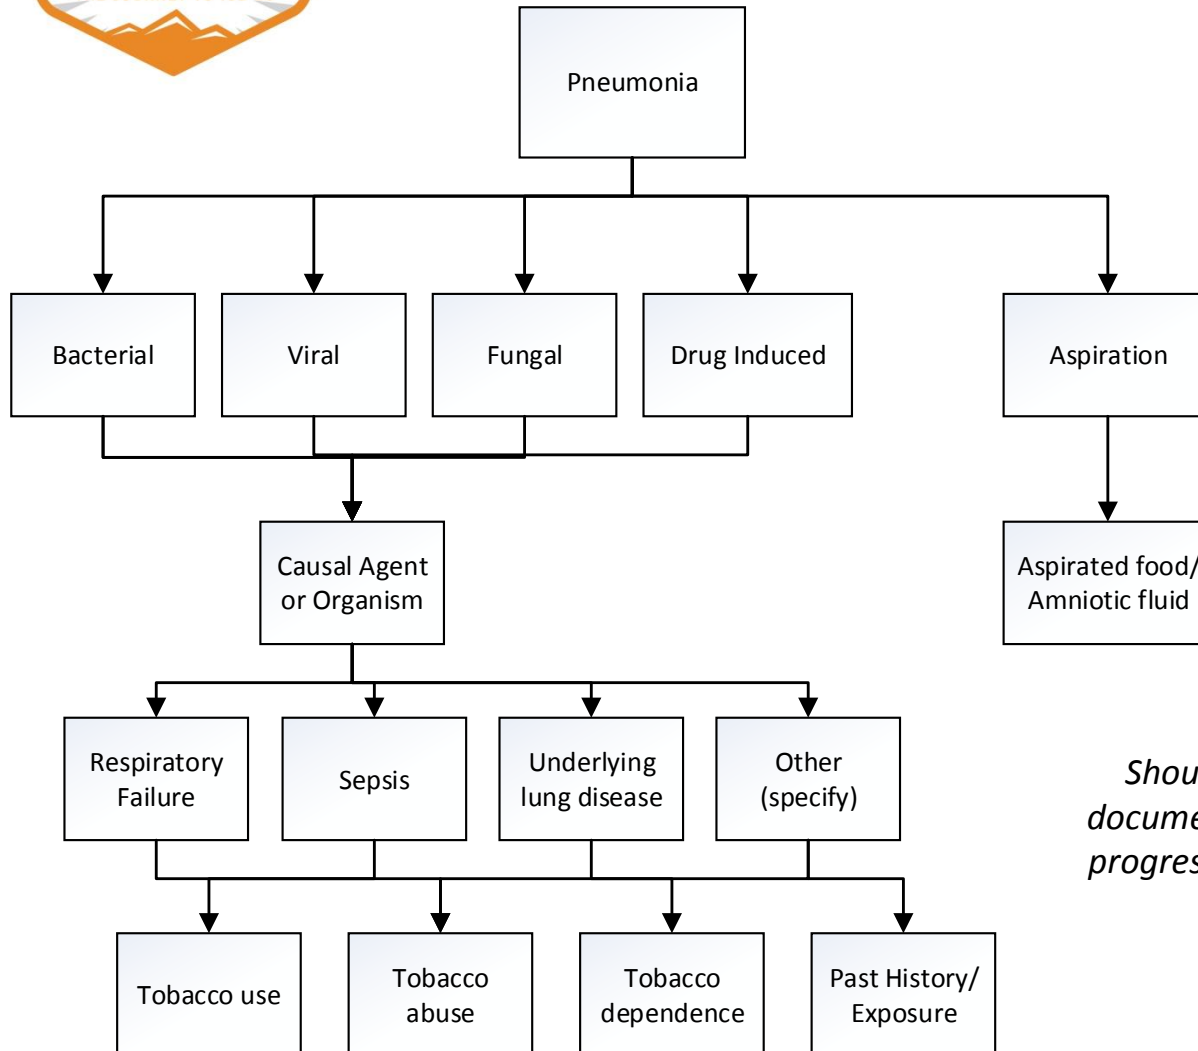 Pneumonia
Bacterial
Viral
Fungal
Drug Induced
Aspiration
Causal Agent
or Organism
Aspirated food/
Amniotic fluid
Respiratory
Failure
Sepsis
Underlying
lung disease
Other
(specify)
Tobacco use
Tobacco
abuse
Tobacco
dependence
Past History/
Exposure